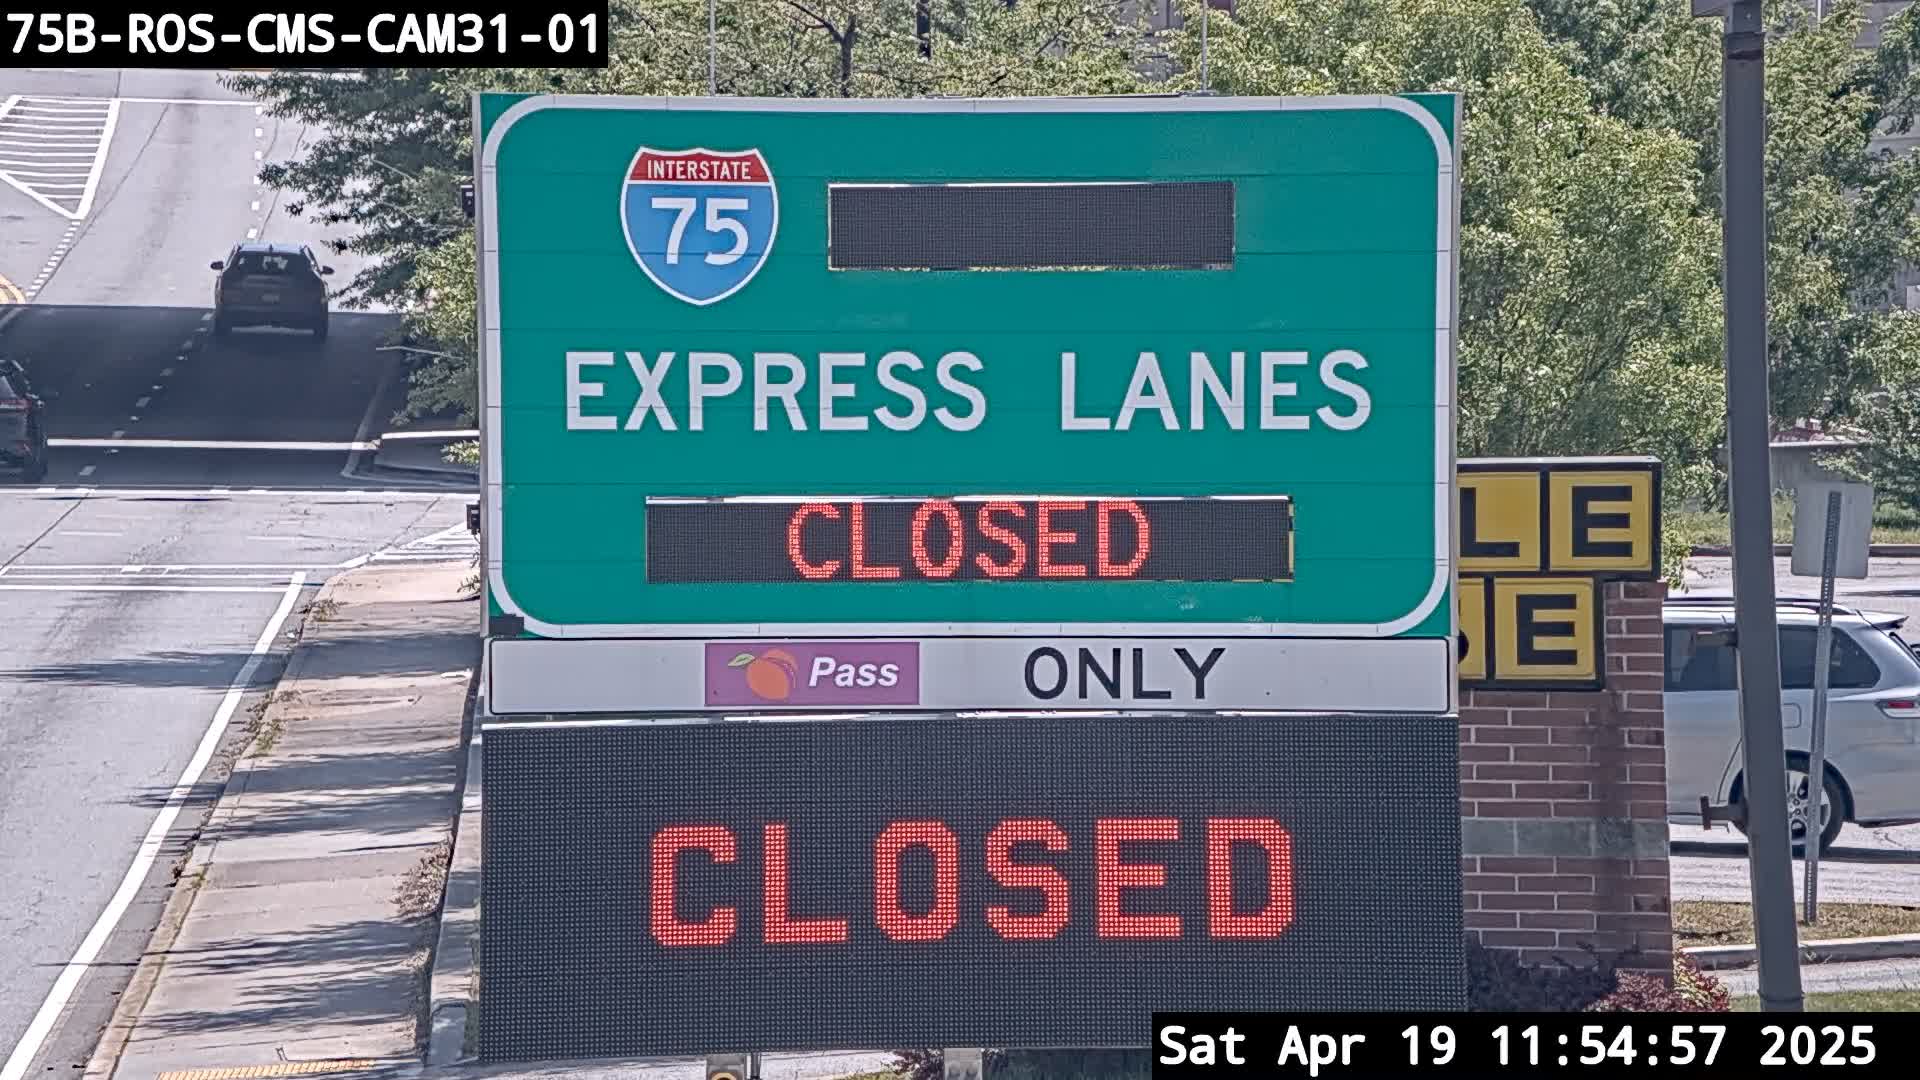 75B-ROS-CMS-CAM31-01
INTERSTATE
75
EXPRESS LANES
CLOSED
LE
E
Pass ONLY
CLOSED
Sat Apr 19 11:54:57 2025